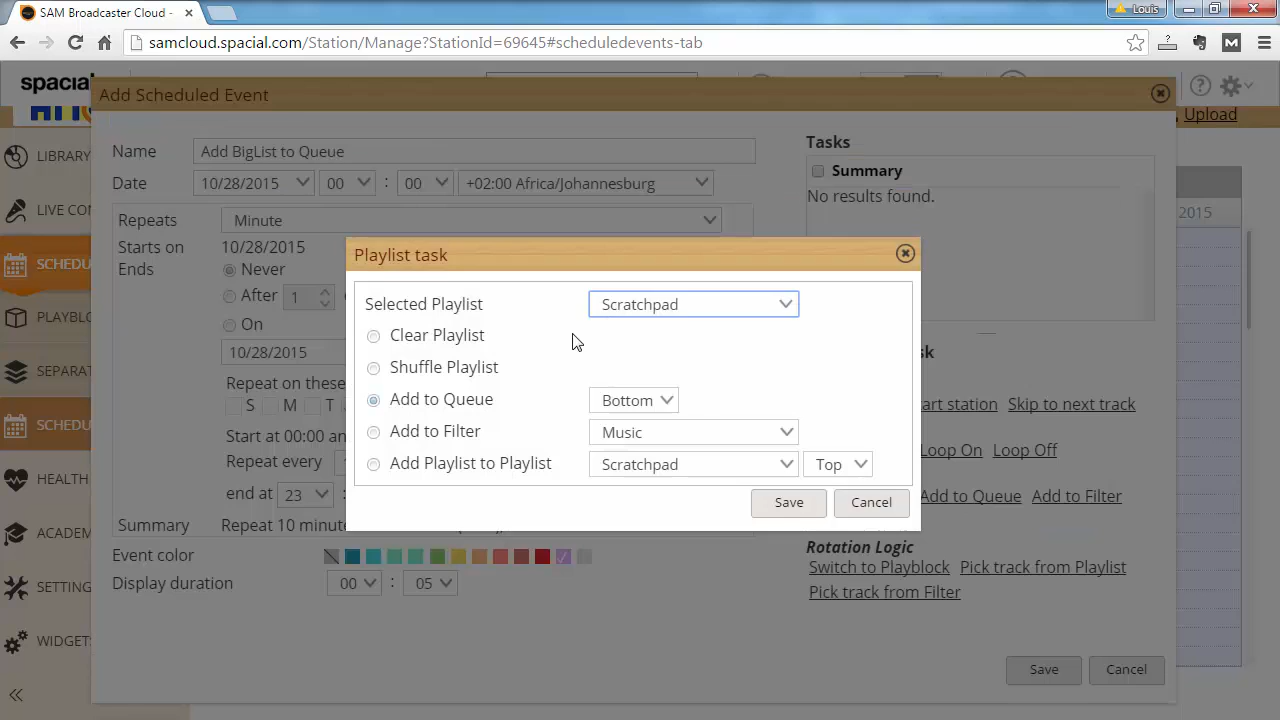 SAM Broadcaster Cloud -
Louis
samcloud.spacial.com/Station/Manage?StationId=69645#scheduledevents-tab
spacial
Add Scheduled Event
Upload
LIBRARY
LIVE CO
SCHEDU
PLAYBLO
SEPARAT
SCHEDU
HEALTH
ACADEM
SETTING
WIDGET
Name Add BigList to Queue
Date 10/28/2015 00 : 00 +02:00 Africa/Johannesburg
Repeats Minute
Starts on 10/28/2015
Ends Never
After 1
On
10/28/2015
Repeat on these
S M T
Start at 00:00 an
Repeat every
end at 23
Summary Repeat 10 minute
Event color
Display duration 00 : 05
Tasks
Summary
No results found.
2015
sk
art station Skip to next track
Loop On Loop Off
Add to Queue Add to Filter
Rotation Logic
Switch to Playblock Pick track from Playlist
Pick track from Filter
Save Cancel
Playlist task
Selected Playlist Scratchpad
Clear Playlist
Shuffle Playlist
Add to Queue Bottom
Add to Filter Music
Add Playlist to Playlist Scratchpad Top
Save Cancel